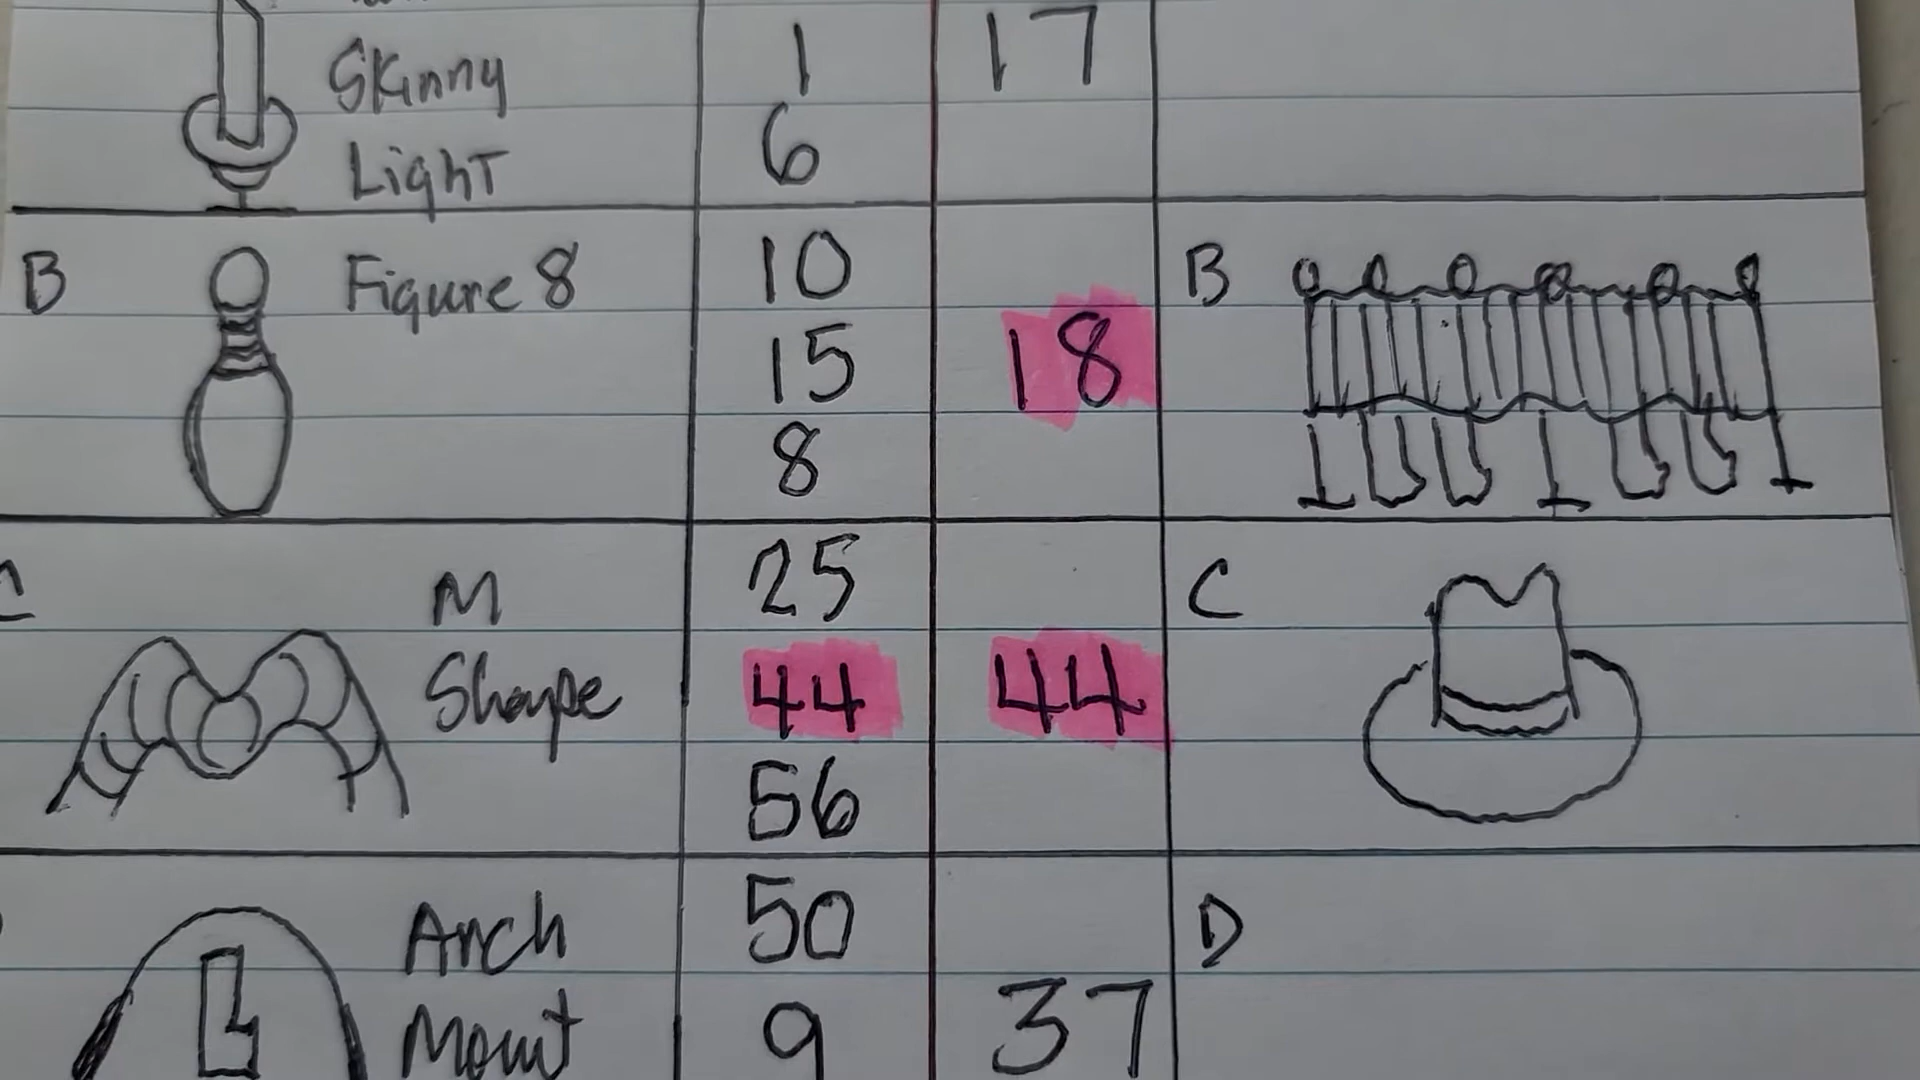 Skinny 1 17
Light 6
B Figure 8 10 B
15 18
8
M 25 C
Shape 44 44
56
Arch 50 D
Mount 9 37